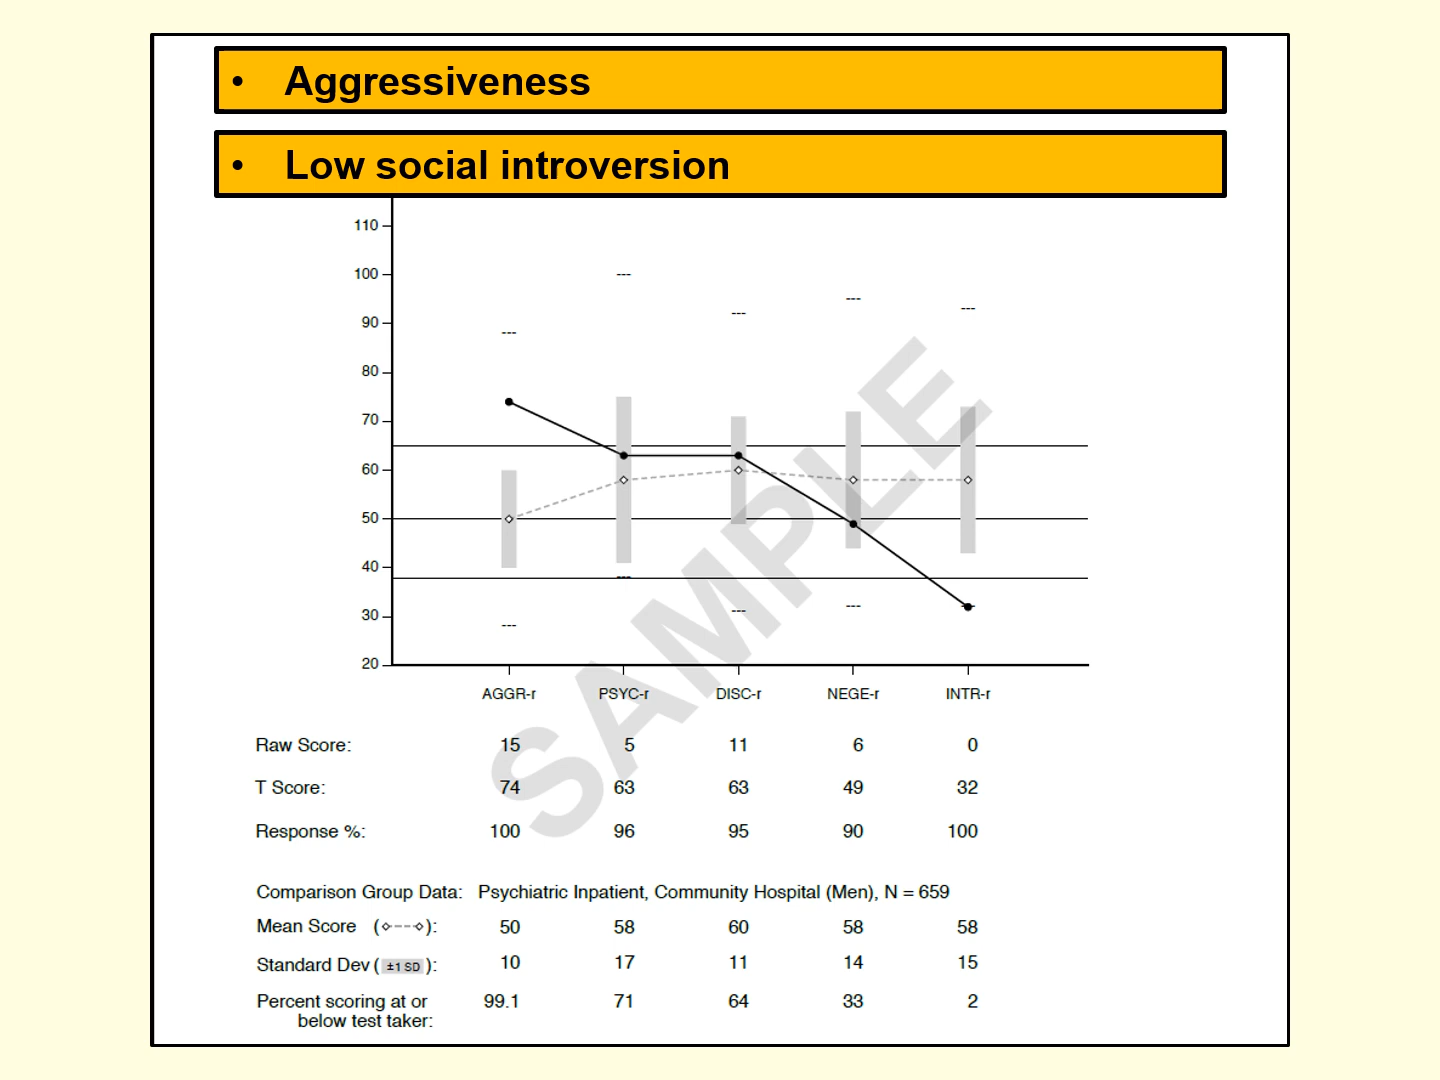 • Aggressiveness
• Low social introversion
110
100
90
80
70
60
50
40
30
20
--- --- --- --- ---
--- --- --- --- ---
SAMPLE
AGGR-r PSYC-r DISC-r NEGE-r INTR-r
Raw Score: 15 5 11 6 0
T Score: 74 63 63 49 32
Response %: 100 96 95 90 100
Comparison Group Data: Psychiatric Inpatient, Community Hospital (Men), N = 659
Mean Score (◇----◇): 50 58 60 58 58
Standard Dev ( ±1 SD ): 10 17 11 14 15
Percent scoring at or 99.1 71 64 33 2
below test taker: